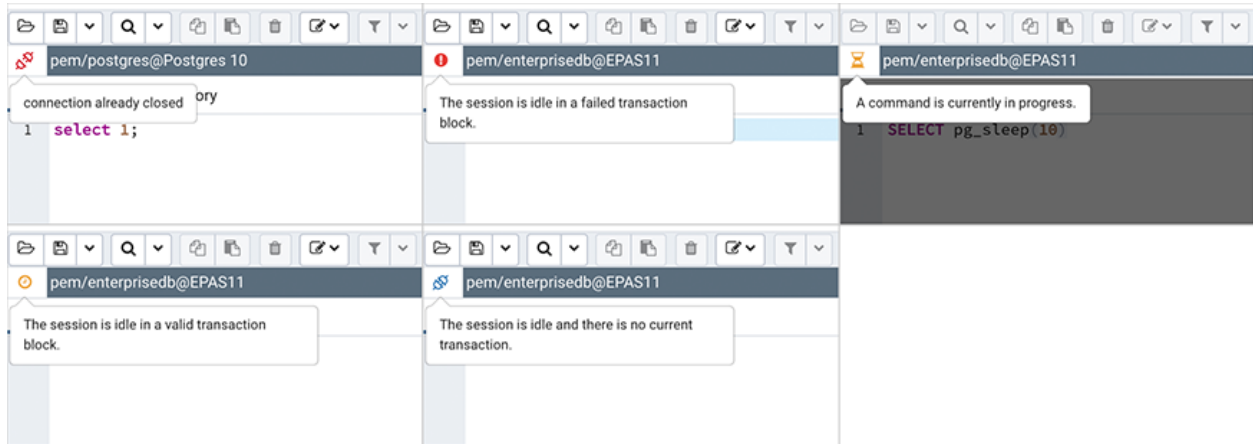 pem/postgres@Postgres 10
connection already closed
ory
1 select 1;
pem/enterprisedb@EPAS11
The session is idle in a failed transaction
block.
pem/enterprisedb@EPAS11
A command is currently in progress.
1 SELECT pg_sleep(10)
pem/enterprisedb@EPAS11
The session is idle in a valid transaction
block.
pem/enterprisedb@EPAS11
The session is idle and there is no current
transaction.